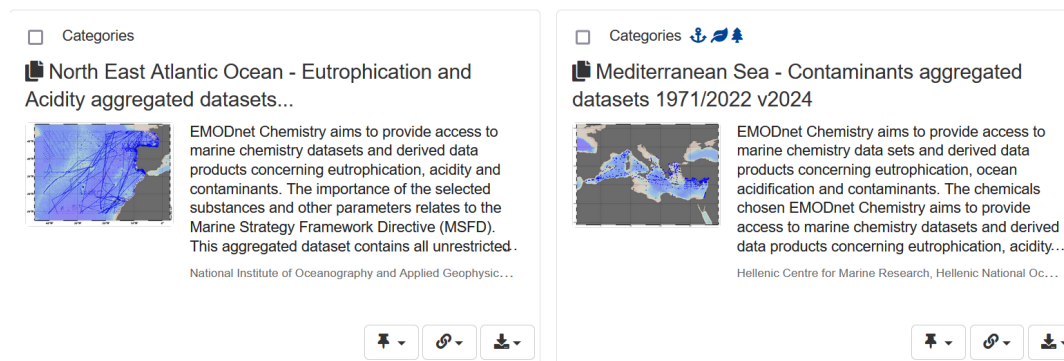 Categories
North East Atlantic Ocean - Eutrophication and
Acidity aggregated datasets...
EMODnet Chemistry aims to provide access to
marine chemistry datasets and derived data
products concerning eutrophication, acidity and
contaminants. The importance of the selected
substances and other parameters relates to the
Marine Strategy Framework Directive (MSFD).
This aggregated dataset contains all unrestricted...
National Institute of Oceanography and Applied Geophysic...
Categories
Mediterranean Sea - Contaminants aggregated
datasets 1971/2022 v2024
EMODnet Chemistry aims to provide access to
marine chemistry data sets and derived data
products concerning eutrophication, ocean
acidification and contaminants. The chemicals
chosen EMODnet Chemistry aims to provide
access to marine chemistry datasets and derived
data products concerning eutrophication, acidity...
Hellenic Centre for Marine Research, Hellenic National Oc...